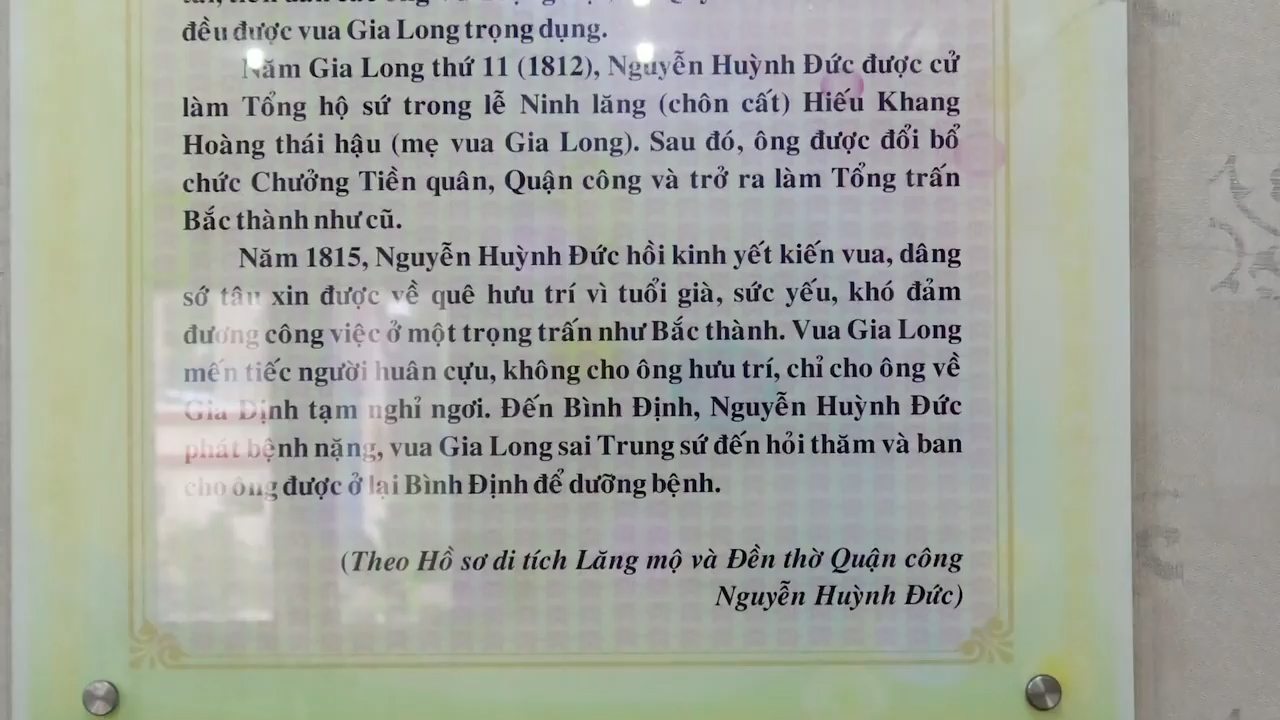 đều được vua Gia Long trọng dụng.
Năm Gia Long thứ 11 (1812), Nguyễn Huỳnh Đức được cử
làm Tổng hộ sứ trong lễ Ninh lăng (chôn cất) Hiếu Khang
Hoàng thái hậu (mẹ vua Gia Long). Sau đó, ông được đổi bổ
chức Chưởng Tiền quân, Quận công và trở ra làm Tổng trấn
Bắc thành như cũ.
Năm 1815, Nguyễn Huỳnh Đức hồi kinh yết kiến vua, dâng
sớ tâu xin được về quê hưu trí vì tuổi già, sức yếu, khó đảm
đương công việc ở một trọng trấn như Bắc thành. Vua Gia Long
mến tiếc người huân cựu, không cho ông hưu trí, chỉ cho ông về
Gia Định tạm nghỉ ngơi. Đến Bình Định, Nguyễn Huỳnh Đức
phát bệnh nặng, vua Gia Long sai Trung sứ đến hỏi thăm và ban
cho ông được ở lại Bình Định để dưỡng bệnh.
(Theo Hồ sơ di tích Lăng mộ và Đền thờ Quận công
Nguyễn Huỳnh Đức)